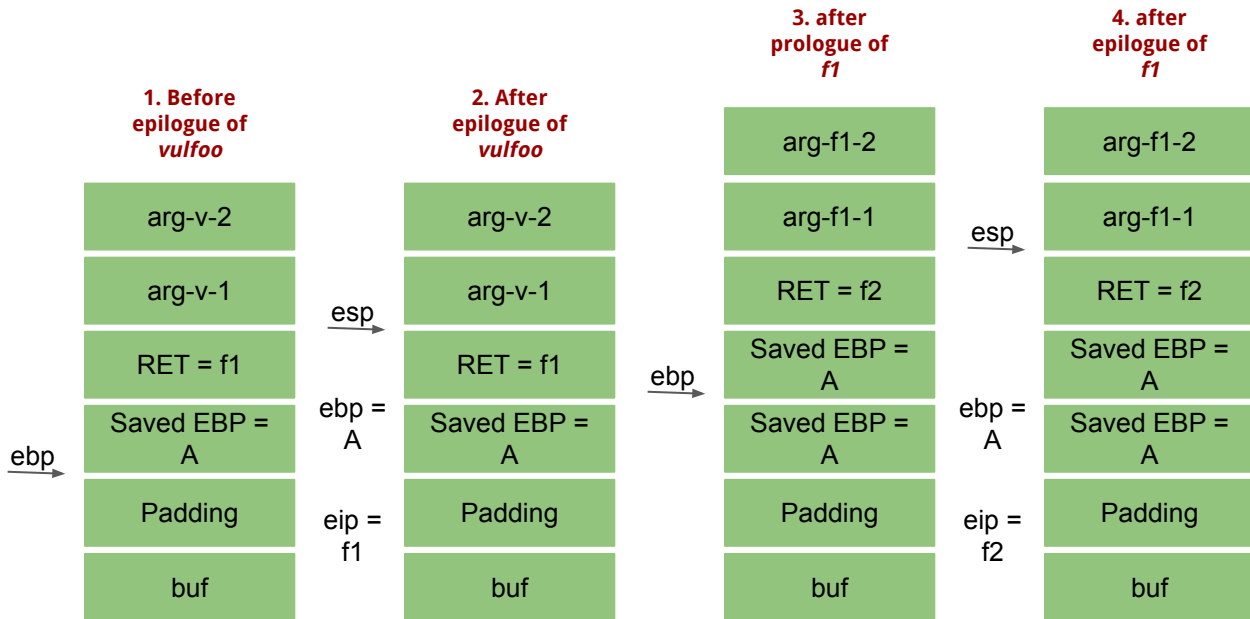 1. Before
epilogue of
vulfoo
arg-v-2
arg-v-1
RET = f1
Saved EBP =
A
Padding
buf
ebp
2. After
epilogue of
vulfoo
arg-v-2
arg-v-1
RET = f1
Saved EBP =
A
Padding
buf
esp
ebp =
A
eip =
f1
3. after
prologue of
f1
arg-f1-2
arg-f1-1
RET = f2
Saved EBP =
A
Saved EBP =
A
Padding
buf
ebp
4. after
epilogue of
f1
arg-f1-2
arg-f1-1
RET = f2
Saved EBP =
A
Saved EBP =
A
Padding
buf
esp
ebp =
A
eip =
f2